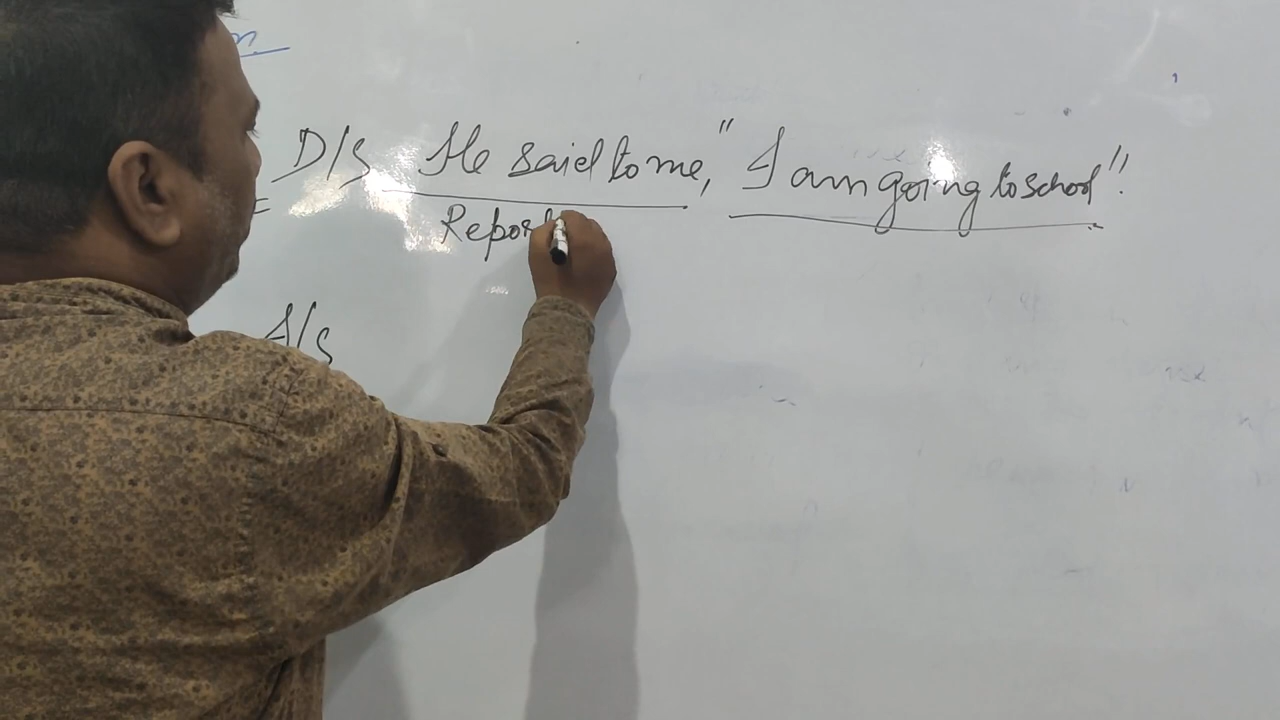 D/S He said to me, "I am going to school".
Repor
A/S